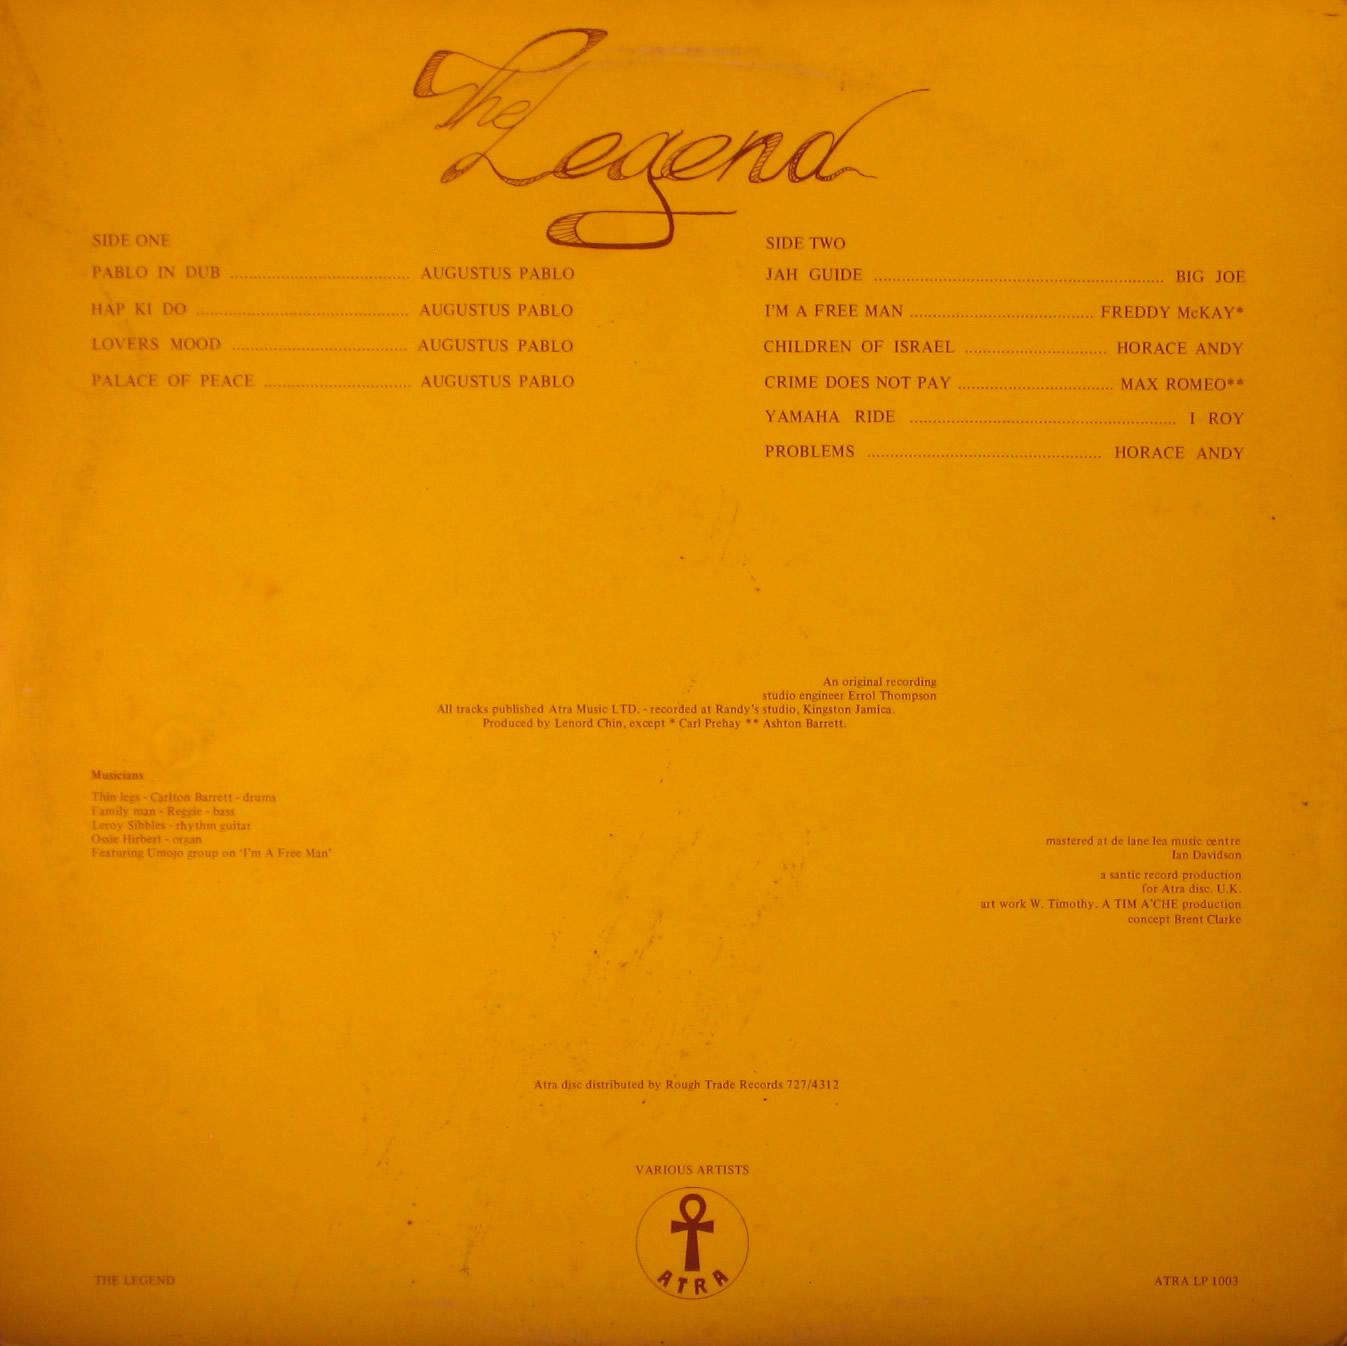 The Legend
SIDE ONE
PABLO IN DUB ........................................ AUGUSTUS PABLO
HAP KI DO ............................................... AUGUSTUS PABLO
LOVERS MOOD ....................................... AUGUSTUS PABLO
PALACE OF PEACE ................................. AUGUSTUS PABLO
SIDE TWO
JAH GUIDE ................................................................ BIG JOE
I'M A FREE MAN ......................................... FREDDY McKAY*
CHILDREN OF ISRAEL ............................... HORACE ANDY
CRIME DOES NOT PAY .................................. MAX ROMEO**
YAMAHA RIDE ........................................................... I ROY
PROBLEMS .................................................... HORACE ANDY
An original recording
studio engineer Errol Thompson
All tracks published Atra Music LTD. - recorded at Randy's studio, Kingston Jamica.
Produced by Lenord Chin, except * Carl Prehay ** Ashton Barrett.
Musicians
Thin legs - Carlton Barrett - drums
Family man - Reggie - bass
Leroy Sibbles - rhythm guitar
Ossie Hirbert - organ
Featuring Umojo group on 'I'm A Free Man'
mastered at de lane lea music centre
Ian Davidson
a santic record production
for Atra disc. U.K.
art work W. Timothy. A TIM A'CHE production
concept Brent Clarke
Atra disc distributed by Rough Trade Records 727/4312
VARIOUS ARTISTS
ATRA
THE LEGEND
ATRA LP 1003